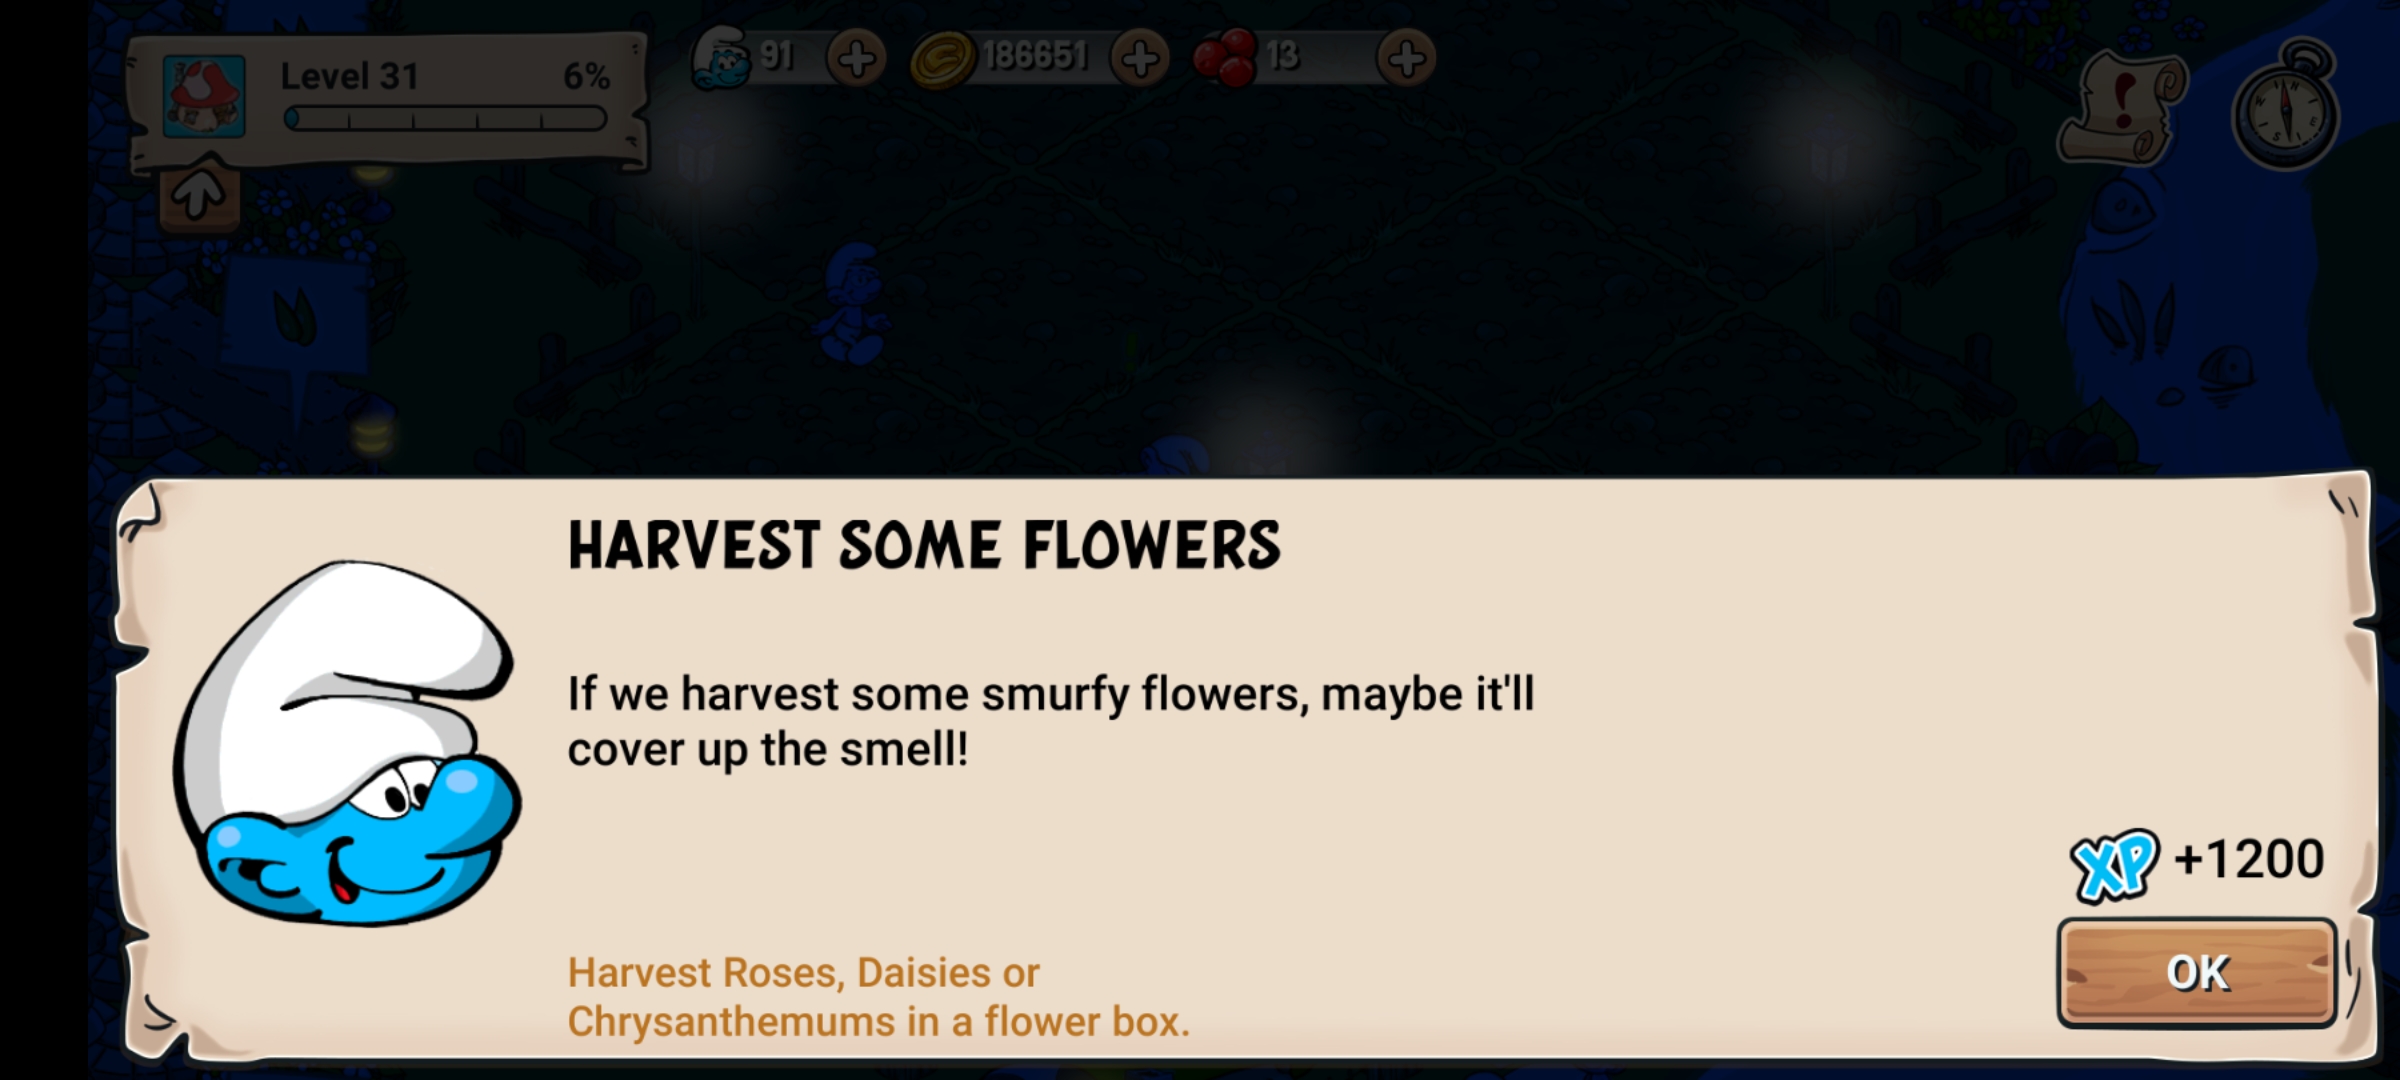 Level 31 6%
91
186651
13
HARVEST SOME FLOWERS
If we harvest some smurfy flowers, maybe it'll
cover up the smell!
XP +1200
Harvest Roses, Daisies or
Chrysanthemums in a flower box.
OK